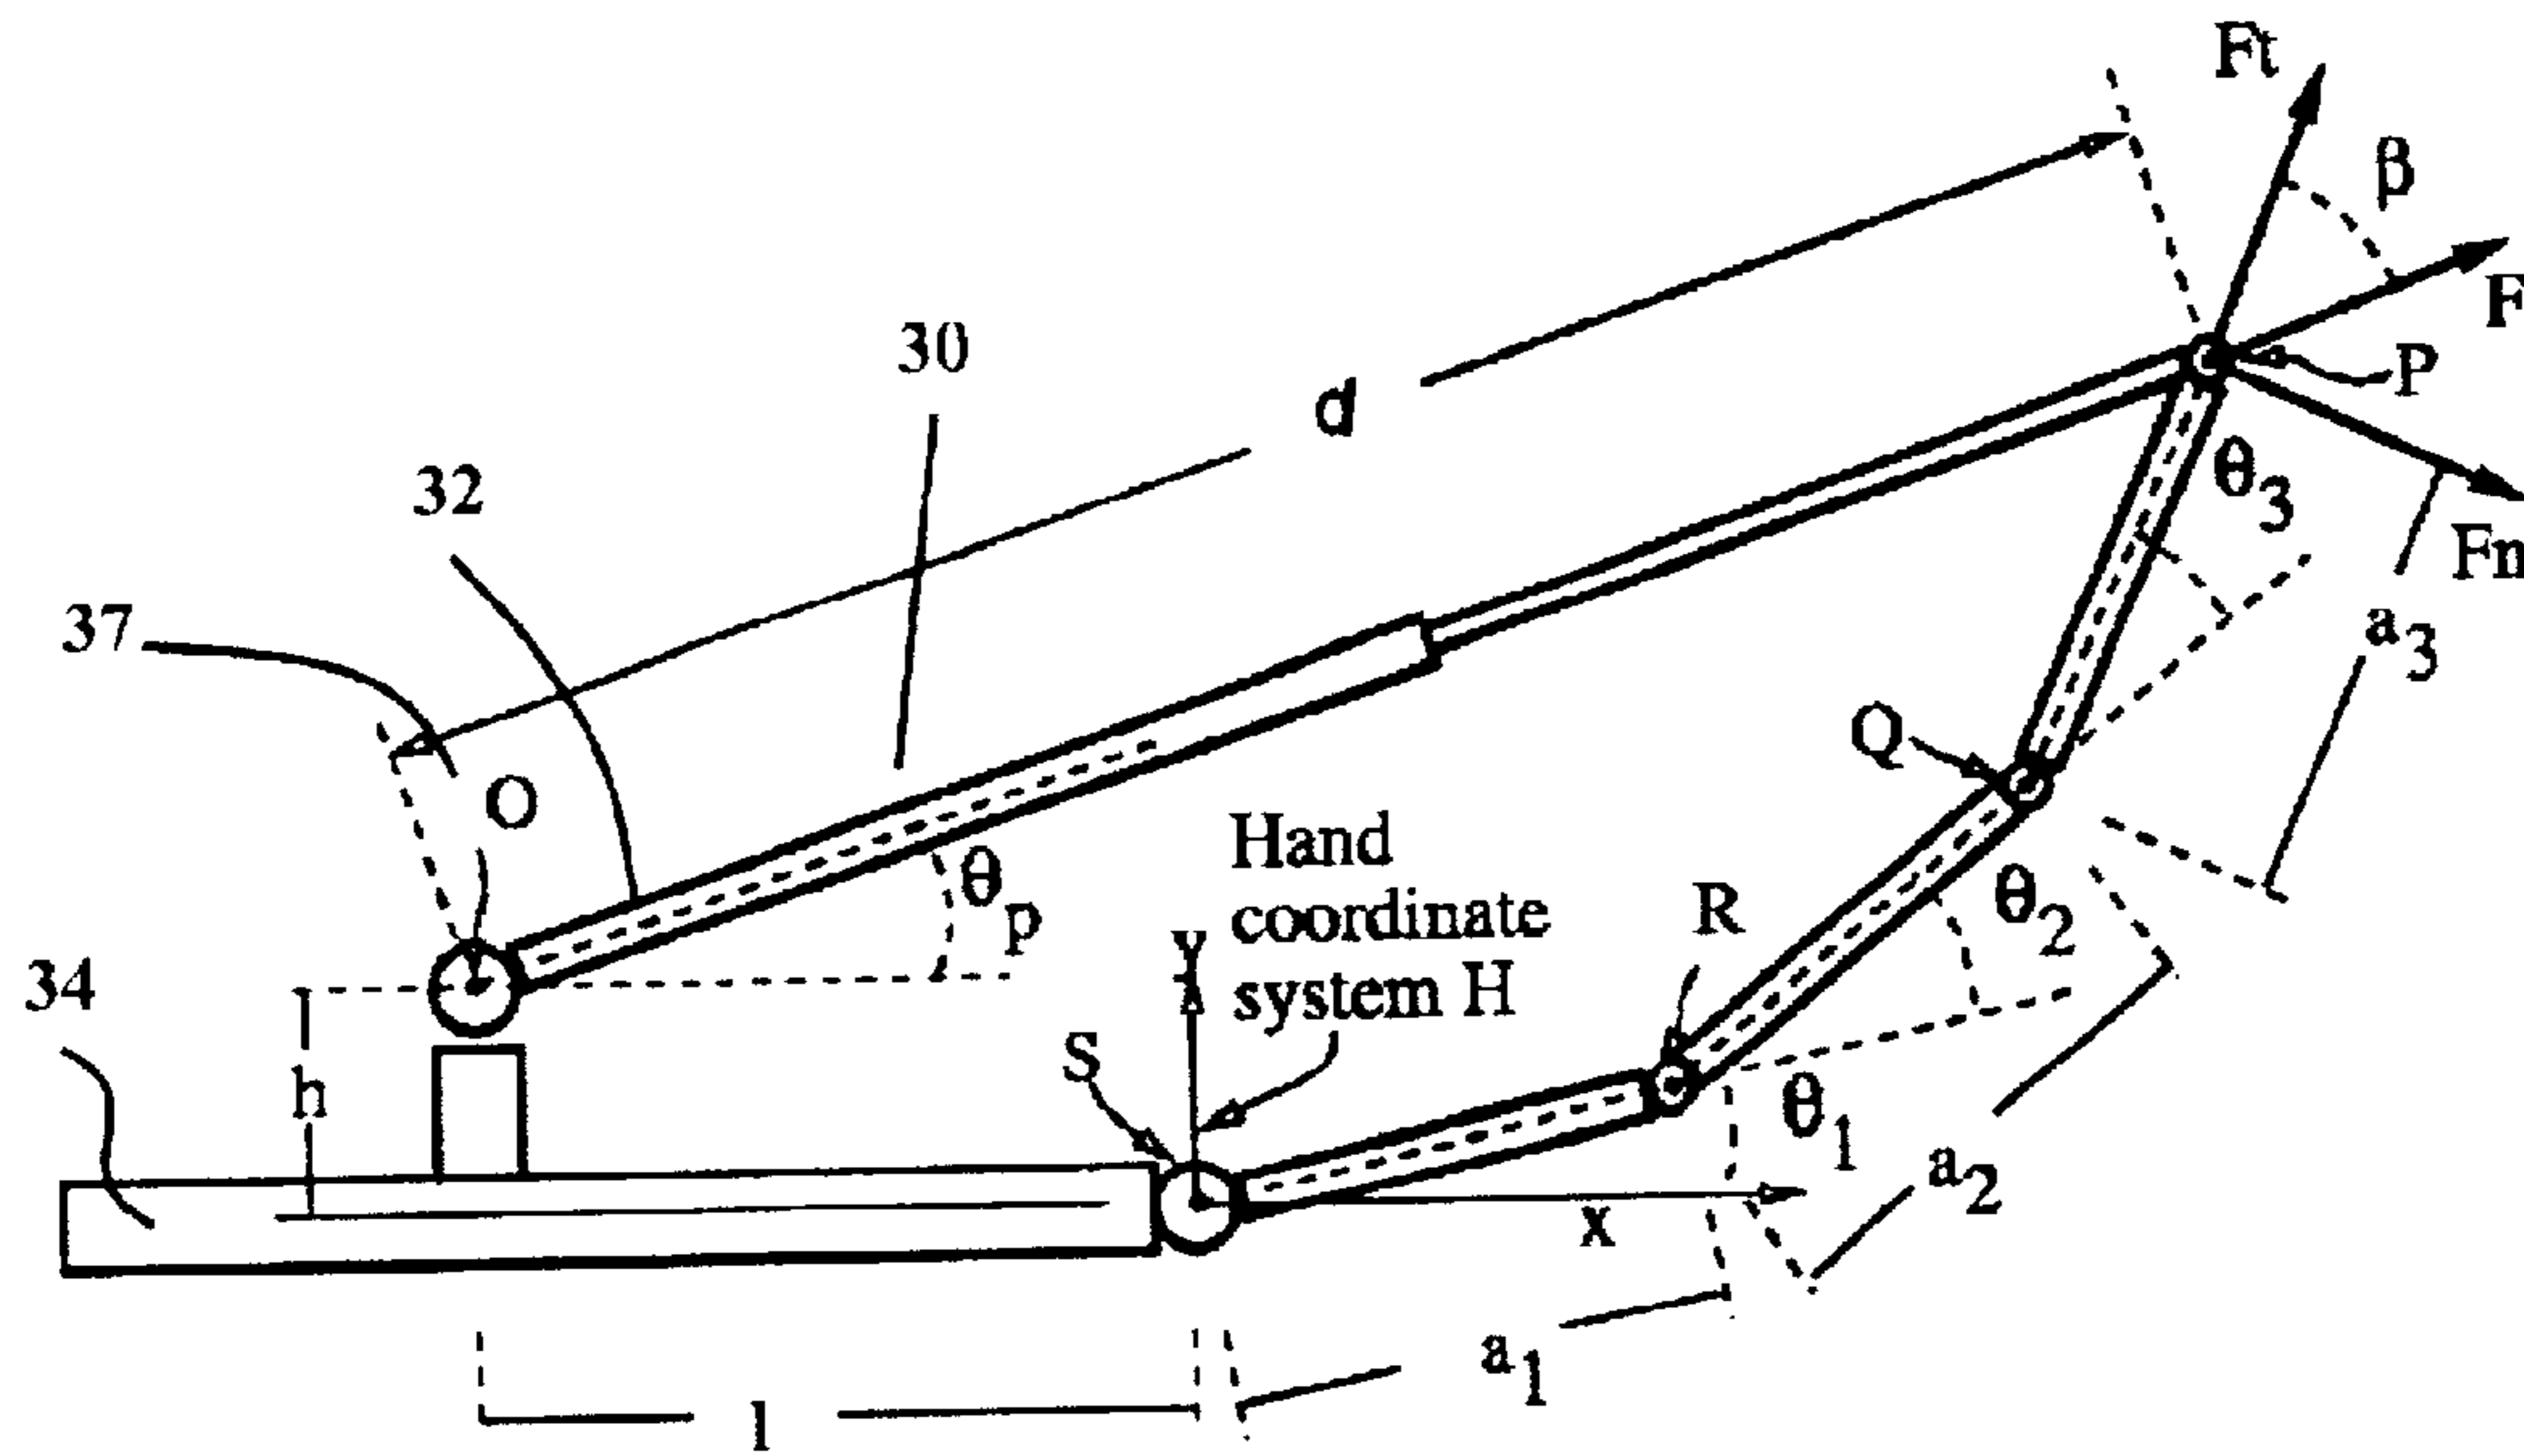 Ft
β
F
P
30
d
θ3
32
Fn
37
a3
Q
O
Hand
coordinate
system H
θp
θ2
R
y
34
S
h
θ1
a2
x
a1
l